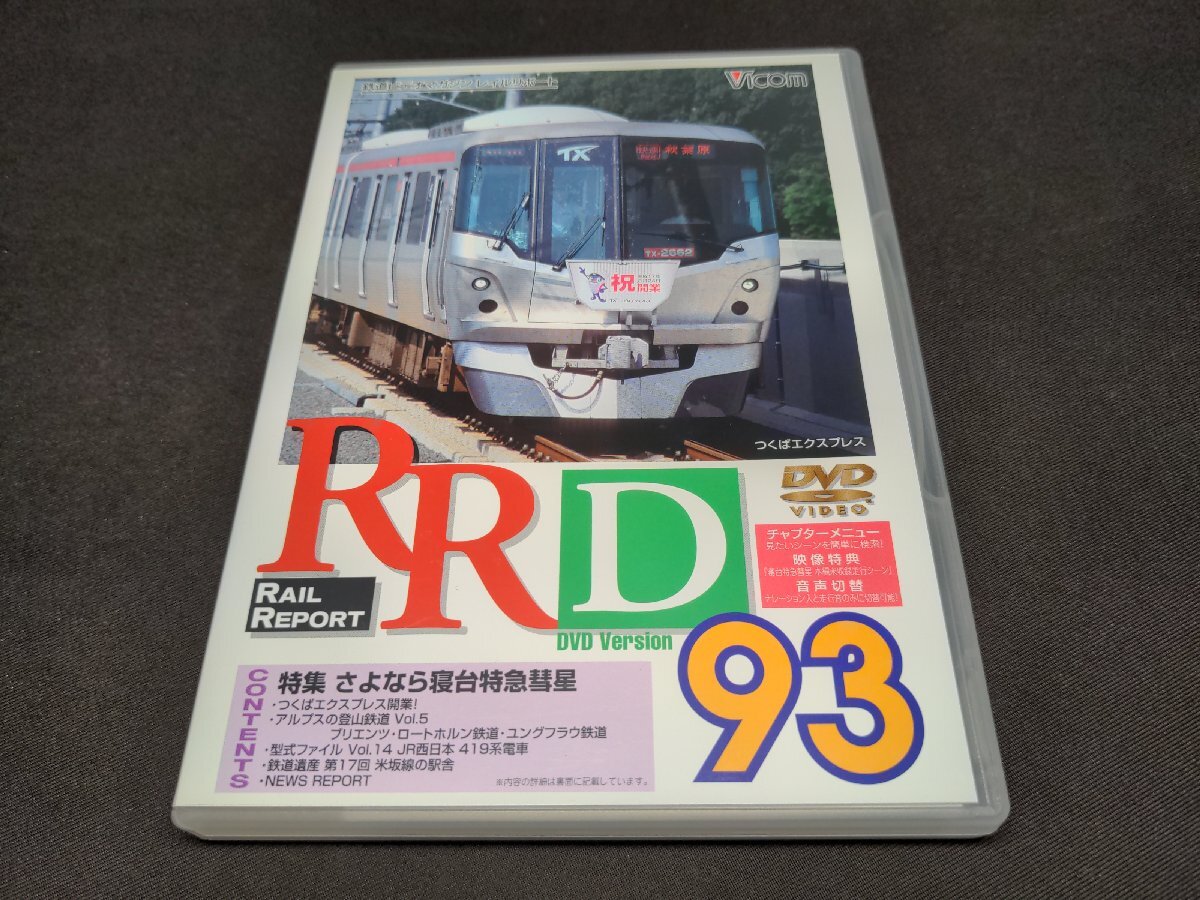 Vicom
TX
秋葉原
祝
開業
つくばエクスプレス
RRD
RAIL
REPORT
DVD Version
93
DVD
VIDEO
チャプターメニュー
見たいシーンを簡単に検索!
映像特典
音声切替
CONTENTS
特集 さよなら寝台特急彗星
・つくばエクスプレス開業!
・アルプスの登山鉄道 Vol.5
ブリエンツ・ロートホルン鉄道・ユングフラウ鉄道
・型式ファイル Vol.14 JR西日本 419系電車
・鉄道遺産 第17回 米坂線の駅舎
・NEWS REPORT
※内容の詳細は裏面に記載しています。